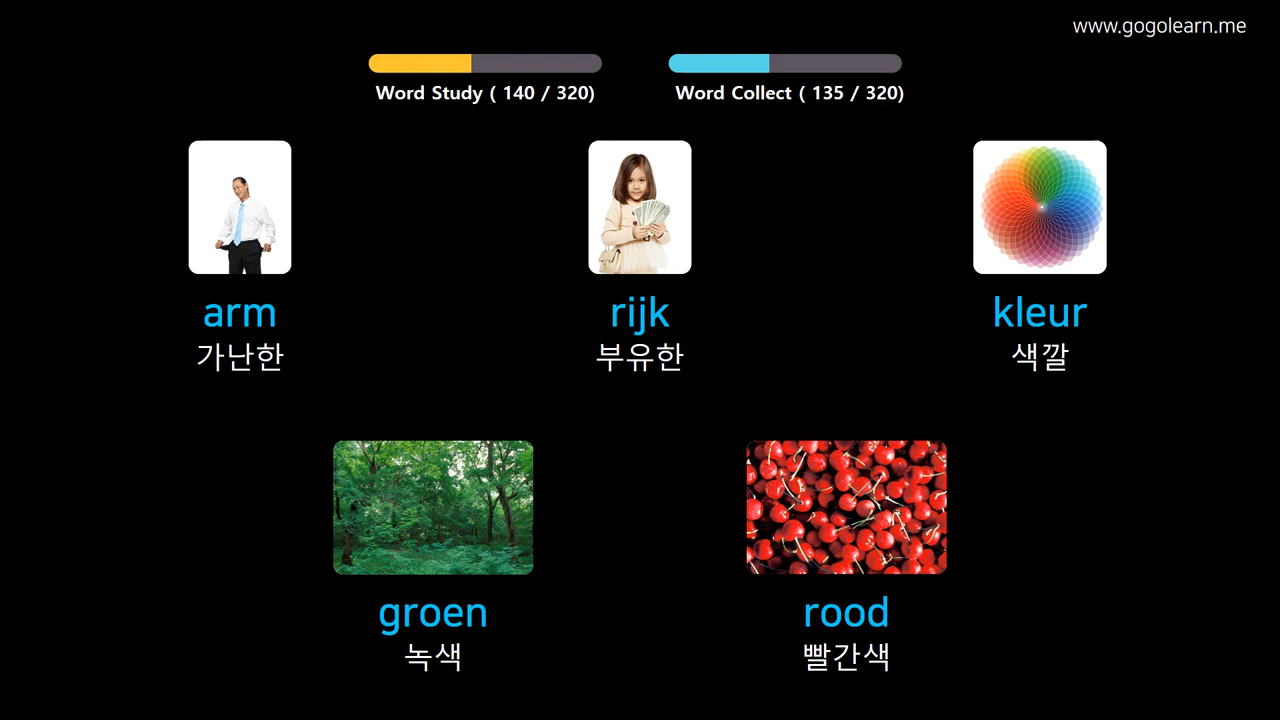 www.gogolearn.me
Word Study ( 140 / 320)
Word Collect ( 135 / 320)
arm
가난한
rijk
부유한
kleur
색깔
groen
녹색
rood
빨간색